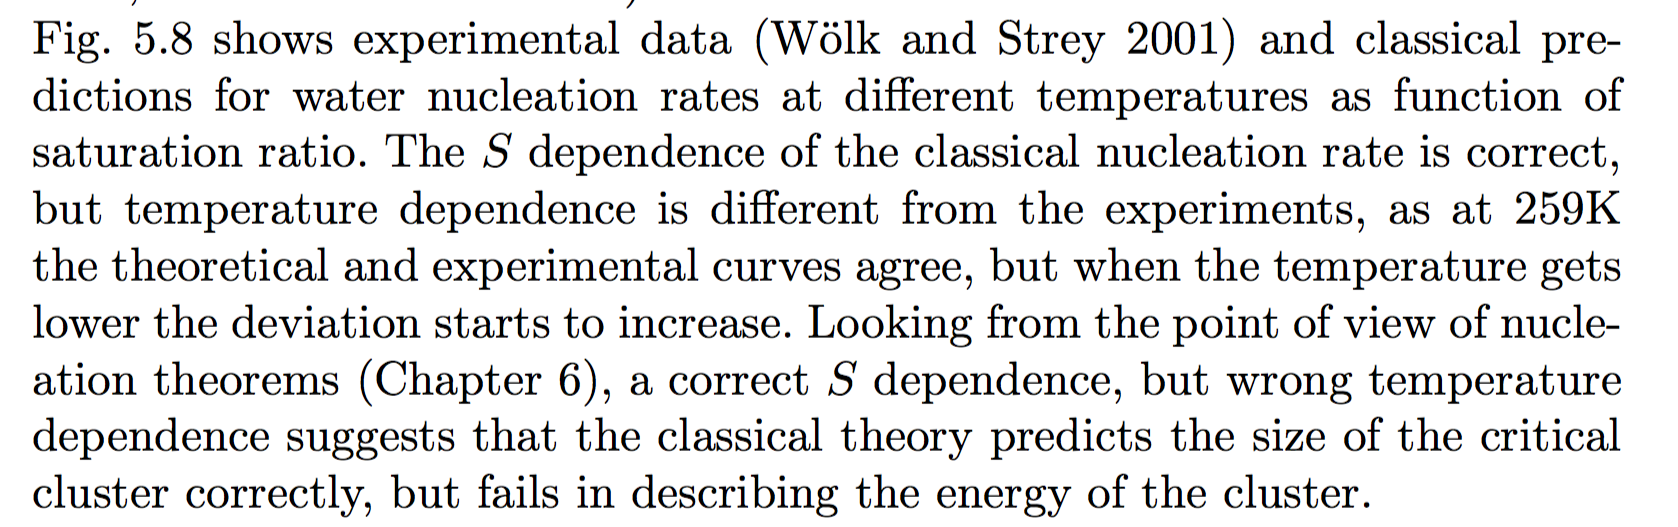 Fig. 5.8 shows experimental data (Wölk and Strey 2001) and classical pre-
dictions for water nucleation rates at different temperatures as function of
saturation ratio. The S dependence of the classical nucleation rate is correct,
but temperature dependence is different from the experiments, as at 259K
the theoretical and experimental curves agree, but when the temperature gets
lower the deviation starts to increase. Looking from the point of view of nucle-
ation theorems (Chapter 6), a correct S dependence, but wrong temperature
dependence suggests that the classical theory predicts the size of the critical
cluster correctly, but fails in describing the energy of the cluster.